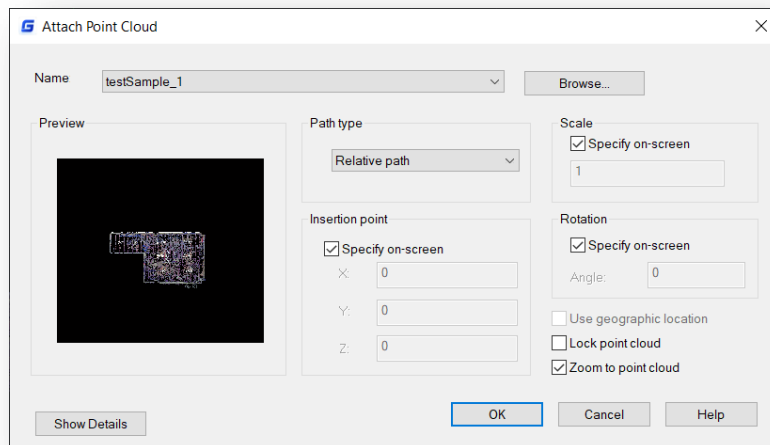 Attach Point Cloud
Name
testSample_1
Browse...
Preview
Path type
Relative path
Scale
Specify on-screen
1
Insertion point
Specify on-screen
X:
0
Y:
0
Z:
0
Rotation
Specify on-screen
Angle:
0
Use geographic location
Lock point cloud
Zoom to point cloud
Show Details
OK
Cancel
Help